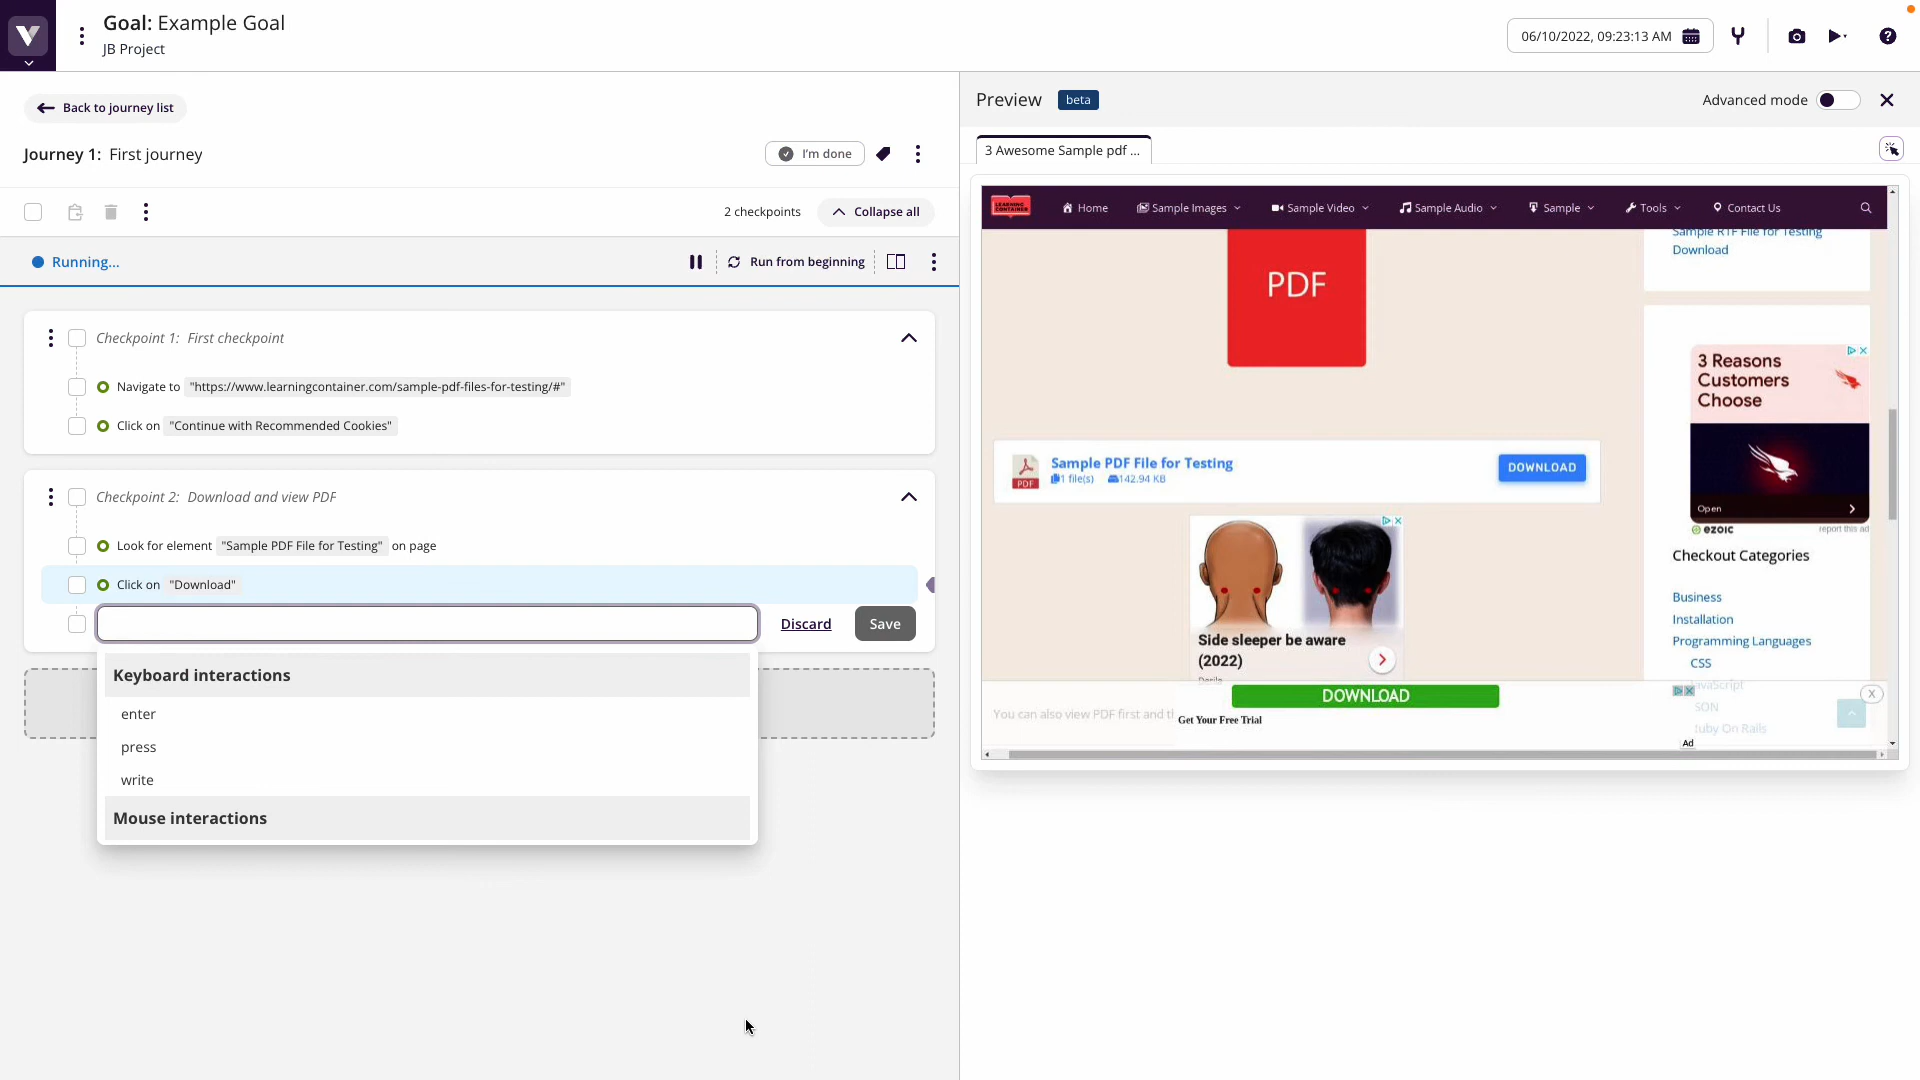 Goal: Example Goal
JB Project
06/10/2022, 09:23:13 AM
Back to journey list
Journey 1: First journey
I'm done
2 checkpoints
Collapse all
Running...
Run from beginning
Checkpoint 1: First checkpoint
Navigate to "https://www.learningcontainer.com/sample-pdf-files-for-testing/#"
Click on "Continue with Recommended Cookies"
Checkpoint 2: Download and view PDF
Look for element "Sample PDF File for Testing" on page
Click on "Download"
Discard
Save
Keyboard interactions
enter
press
write
Mouse interactions
Preview
beta
Advanced mode
3 Awesome Sample pdf ...
LEARNING
CONTAINER
Home
Sample Images
Sample Video
Sample Audio
Sample
Tools
Contact Us
PDF
Sample RTF File for Testing
Download
PDF
Sample PDF File for Testing
1 file(s)
142.94 KB
DOWNLOAD
3 Reasons
Customers
Choose
Open
ezoic
report this ad
Side sleeper be aware
(2022)
Derila
Checkout Categories
Business
Installation
Programming Languages
CSS
JavaScript
SON
tuby On Rails
You can also view PDF first and tl
DOWNLOAD
Get Your Free Trial
X
Ad